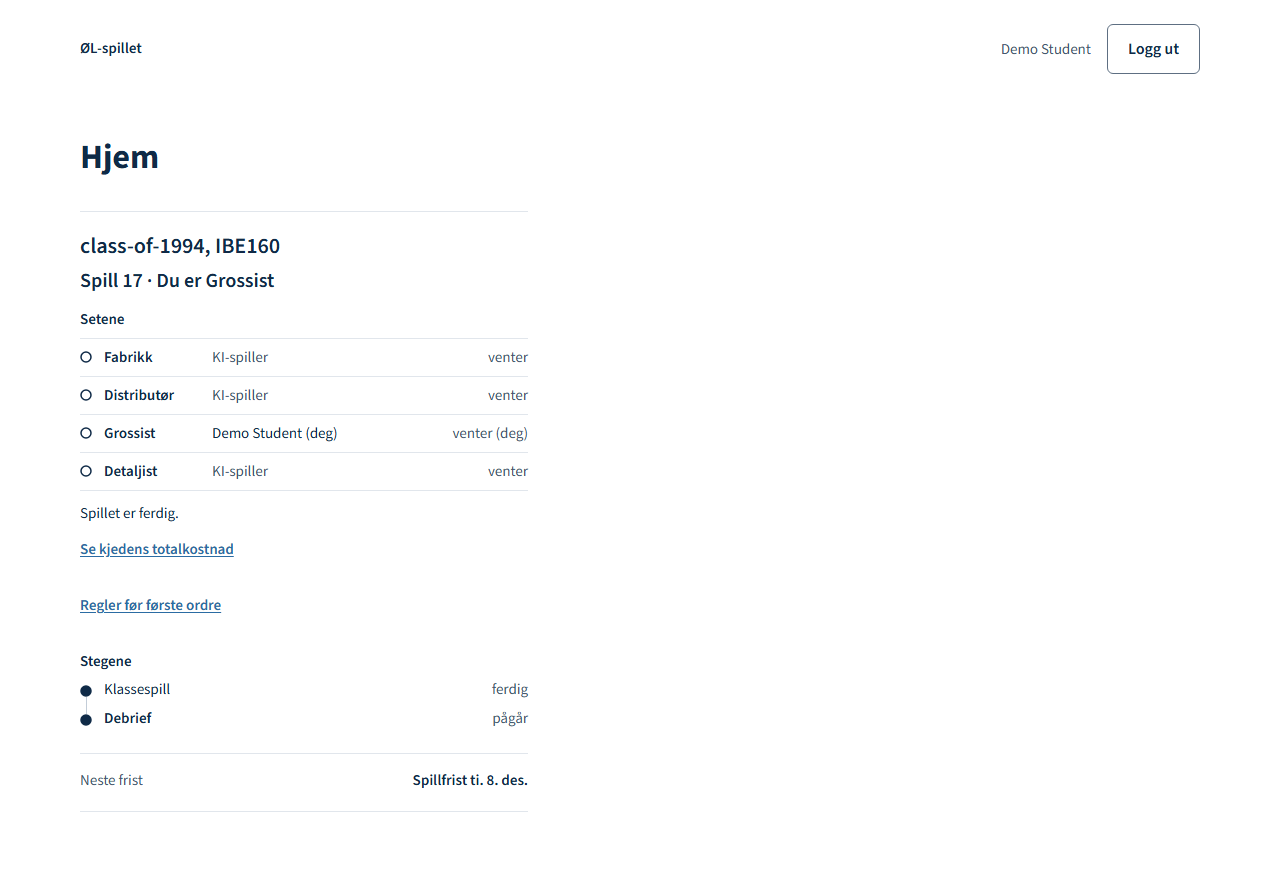 ØL-spillet
Demo Student
Logg ut
Hjem
class-of-1994, IBE160
Spill 17 · Du er Grossist
Setene
Fabrikk KI-spiller venter
Distributør KI-spiller venter
Grossist Demo Student (deg) venter (deg)
Detaljist KI-spiller venter
Spillet er ferdig.
Se kjedens totalkostnad
Regler før første ordre
Stegene
Klassespill ferdig
Debrief pågår
Neste frist Spillfrist ti. 8. des.